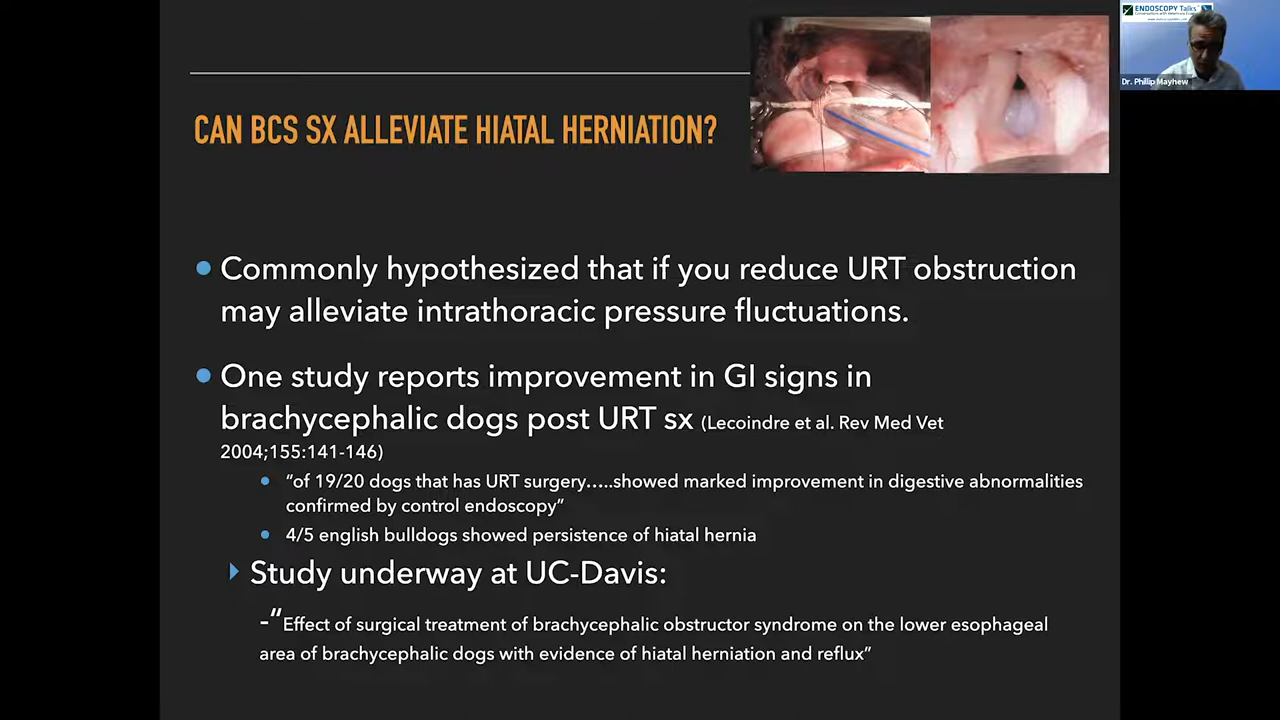 ENDOSCOPY Talks
Dr. Phillip Mayhew
CAN BCS SX ALLEVIATE HIATAL HERNIATION?
Commonly hypothesized that if you reduce URT obstruction
may alleviate intrathoracic pressure fluctuations.
One study reports improvement in GI signs in
brachycephalic dogs post URT sx (Lecoindre et al. Rev Med Vet
2004;155:141-146)
“of 19/20 dogs that has URT surgery…..showed marked improvement in digestive abnormalities
confirmed by control endoscopy”
4/5 english bulldogs showed persistence of hiatal hernia
Study underway at UC-Davis:
-“Effect of surgical treatment of brachycephalic obstructor syndrome on the lower esophageal
area of brachycephalic dogs with evidence of hiatal herniation and reflux”